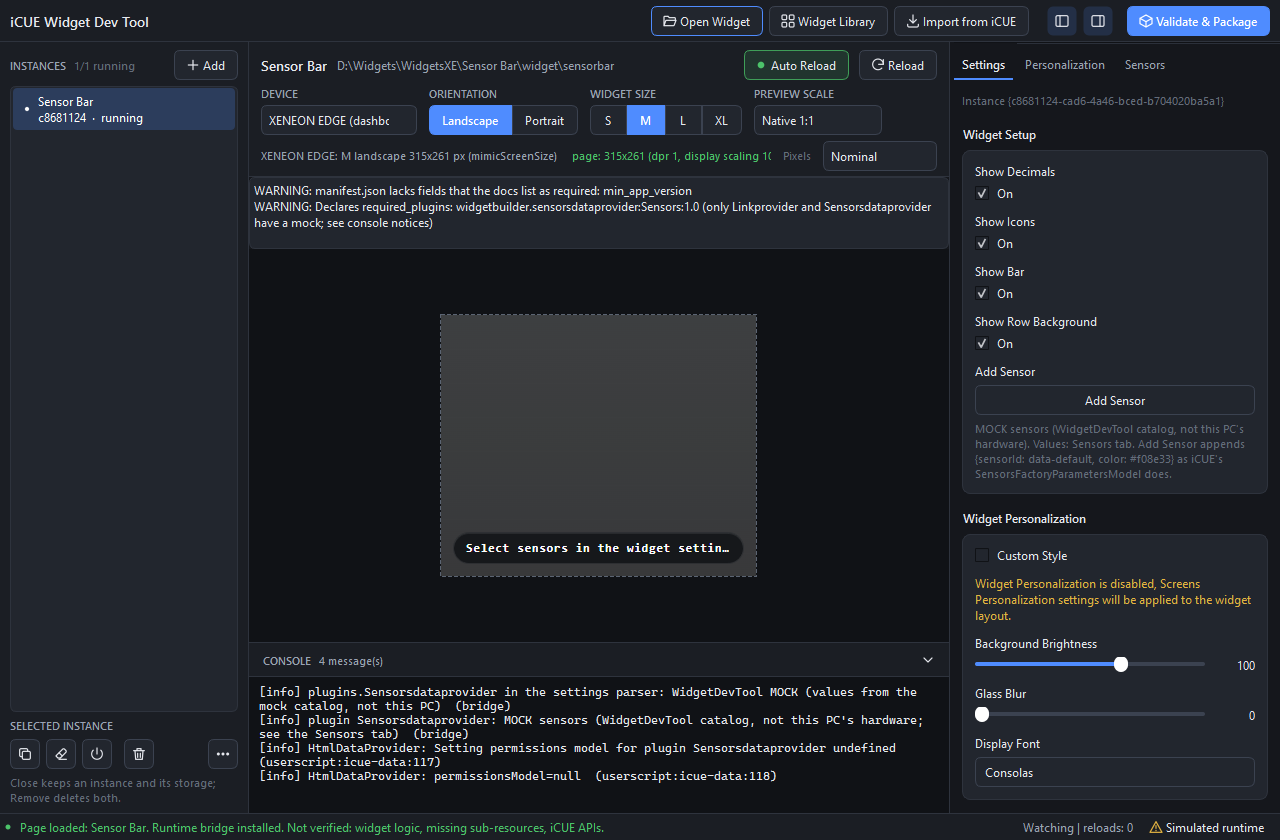 iCUE Widget Dev Tool
Open Widget
Widget Library
Import from iCUE
Validate & Package
INSTANCES 1/1 running
Add
Sensor Bar
c8681124 · running
SELECTED INSTANCE
Close keeps an instance and its storage;
Remove deletes both.
Sensor Bar D:\Widgets\WidgetsXE\Sensor Bar\widget\sensorbar
Auto Reload
Reload
DEVICE
ORIENTATION
WIDGET SIZE
PREVIEW SCALE
XENEON EDGE (dashbc
Landscape
Portrait
S
M
L
XL
Native 1:1
XENEON EDGE: M landscape 315x261 px (mimicScreenSize)
page: 315x261 (dpr 1, display scaling 1(
Pixels
Nominal
WARNING: manifest.json lacks fields that the docs list as required: min_app_version
WARNING: Declares required_plugins: widgetbuilder.sensorsdataprovider:Sensors:1.0 (only Linkprovider and Sensorsdataprovider
have a mock; see console notices)
Select sensors in the widget settin…
CONSOLE 4 message(s)
[info] plugins.Sensorsdataprovider in the settings parser: WidgetDevTool MOCK (values from the
mock catalog, not this PC) (bridge)
[info] plugin Sensorsdataprovider: MOCK sensors (WidgetDevTool catalog, not this PC's hardware;
see the Sensors tab) (bridge)
[info] HtmlDataProvider: Setting permissions model for plugin Sensorsdataprovider undefined
(userscript:icue-data:117)
[info] HtmlDataProvider: permissionsModel=null (userscript:icue-data:118)
Settings
Personalization
Sensors
Instance {c8681124-cad6-4a46-bced-b704020ba5a1}
Widget Setup
Show Decimals
On
Show Icons
On
Show Bar
On
Show Row Background
On
Add Sensor
Add Sensor
MOCK sensors (WidgetDevTool catalog, not this PC's
hardware). Values: Sensors tab. Add Sensor appends
{sensorId: data-default, color: #f08e33} as iCUE's
SensorsFactoryParametersModel does.
Widget Personalization
Custom Style
Widget Personalization is disabled, Screens
Personalization settings will be applied to the widget
layout.
Background Brightness
100
Glass Blur
0
Display Font
Consolas
Page loaded: Sensor Bar. Runtime bridge installed. Not verified: widget logic, missing sub-resources, iCUE APIs.
Watching | reloads: 0
Simulated runtime